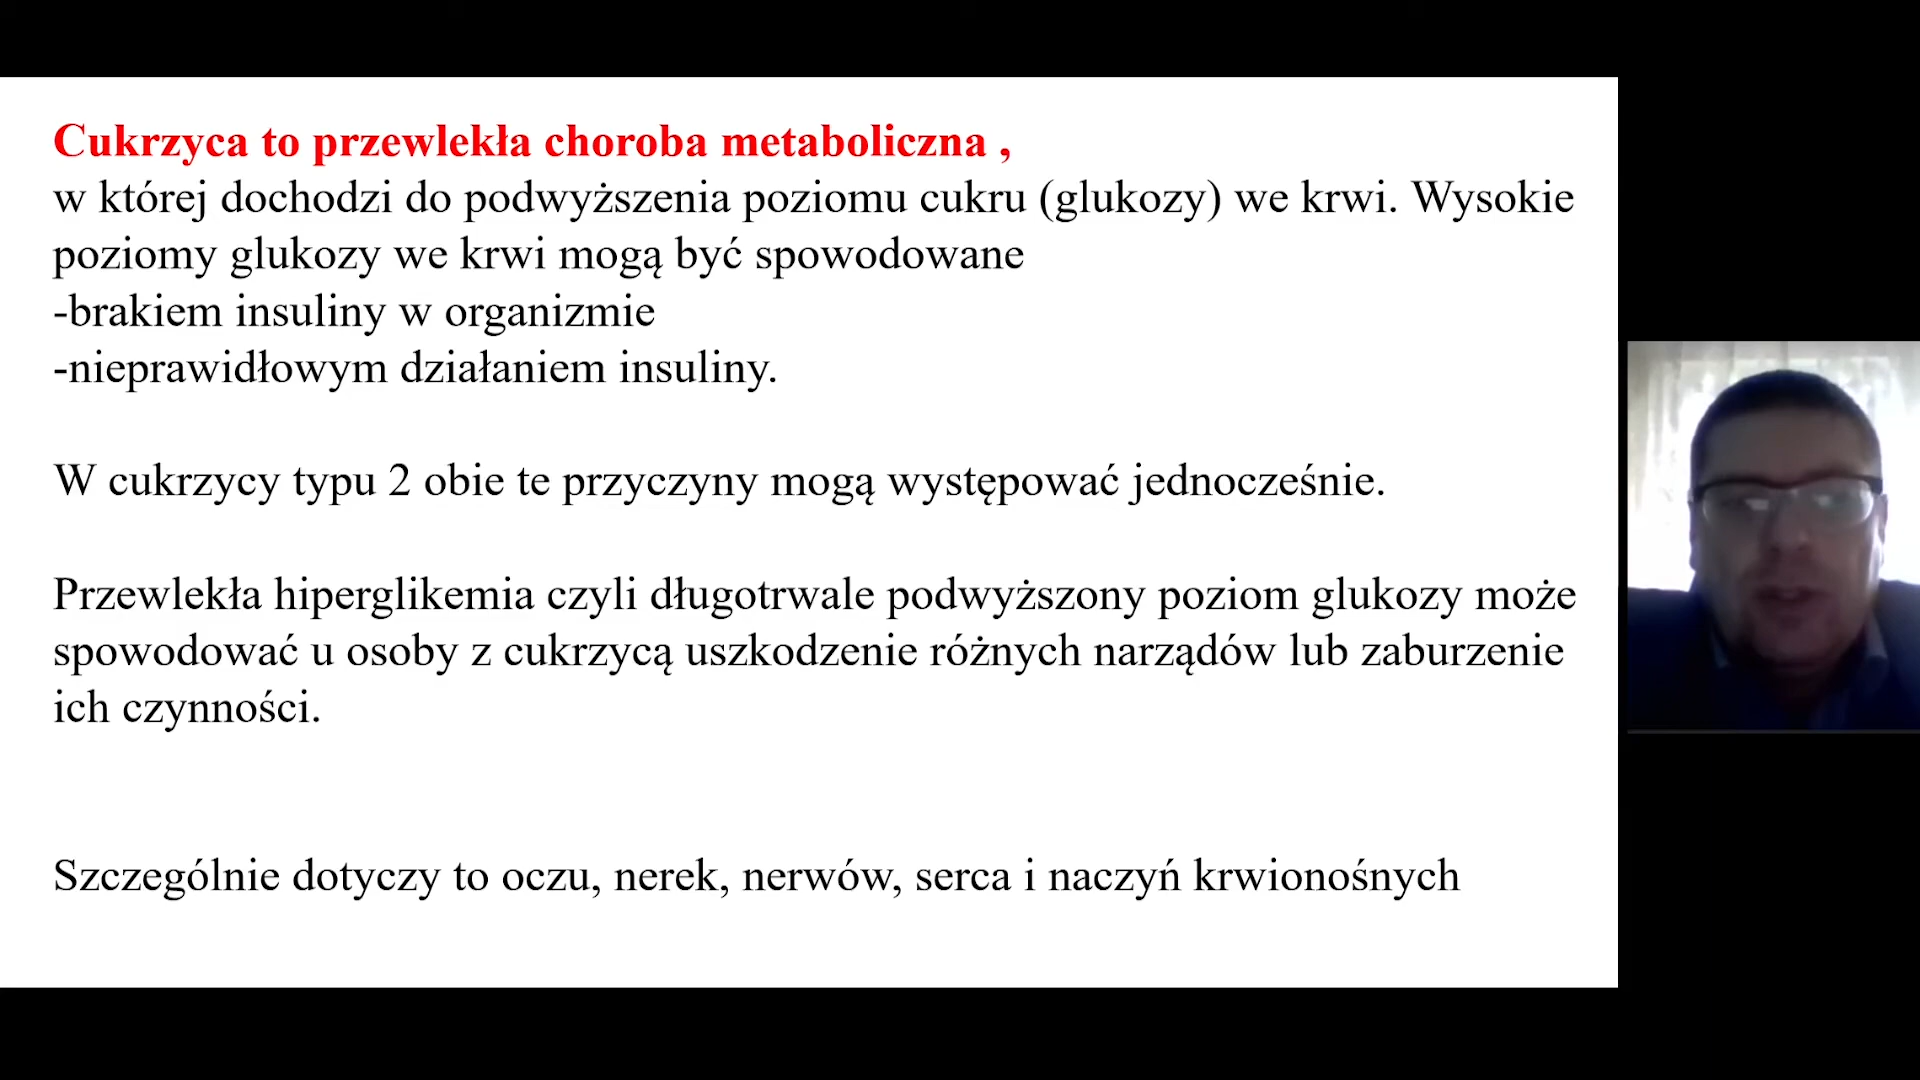 Cukrzyca to przewlekła choroba metaboliczna ,
w której dochodzi do podwyższenia poziomu cukru (glukozy) we krwi. Wysokie
poziomy glukozy we krwi mogą być spowodowane
-brakiem insuliny w organizmie
-nieprawidłowym działaniem insuliny.
W cukrzycy typu 2 obie te przyczyny mogą występować jednocześnie.
Przewlekła hiperglikemia czyli długotrwale podwyższony poziom glukozy może
spowodować u osoby z cukrzycą uszkodzenie różnych narządów lub zaburzenie
ich czynności.
Szczególnie dotyczy to oczu, nerek, nerwów, serca i naczyń krwionośnych